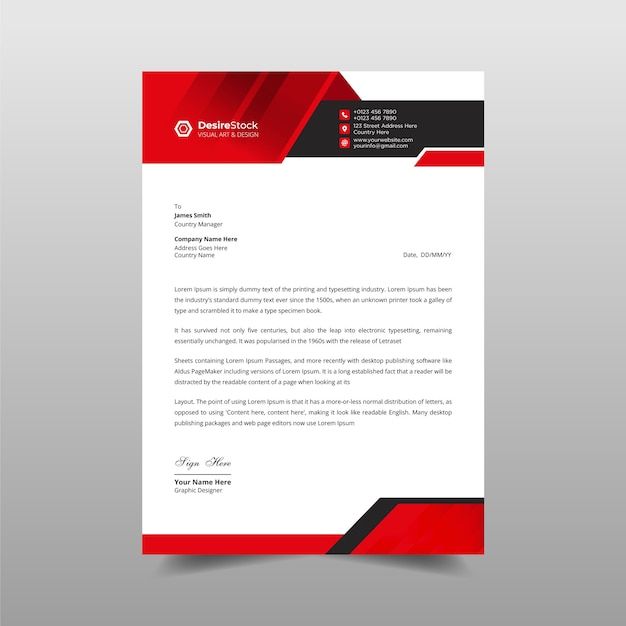 DesireStock
VISUAL ART & DESIGN
+0123 456 7890
+0123 456 7890
123 Street Address
Country Here
www.yourwebsite.com
yourinfo@gmail.com
To
James Smith
Country Manager
Company Name Here
Address Goes Here
Country Name
Date, DD/MM/YY
Lorem Ipsum is simply dummy text of the printing and typesetting industry. Lorem Ipsum has been the
industry's standard dummy text ever since the 1500s, when an unknown printer took a galley of type and
scrambled it to make a type specimen book.
It has survived not only five centuries, but also the leap into electronic typesetting, remaining
essentially unchanged. It was popularised in the 1960s with the release of Letraset
Sheets containing Lorem Ipsum Passages, and more recently with desktop publishing software like
Aldus PageMaker including versions of Lorem Ipsum. It is a long established fact that a reader will be
distracted by the readable content of a page when looking at its
Layout. The point of using Lorem Ipsum is that it has a more-or-less normal distribution of letters, as
opposed to using 'Content here, content here', making it look like readable English. Many desktop
publishing packages and web page editors now use Lorem Ipsum
Sign Here
Your Name Here
Graphic Designer